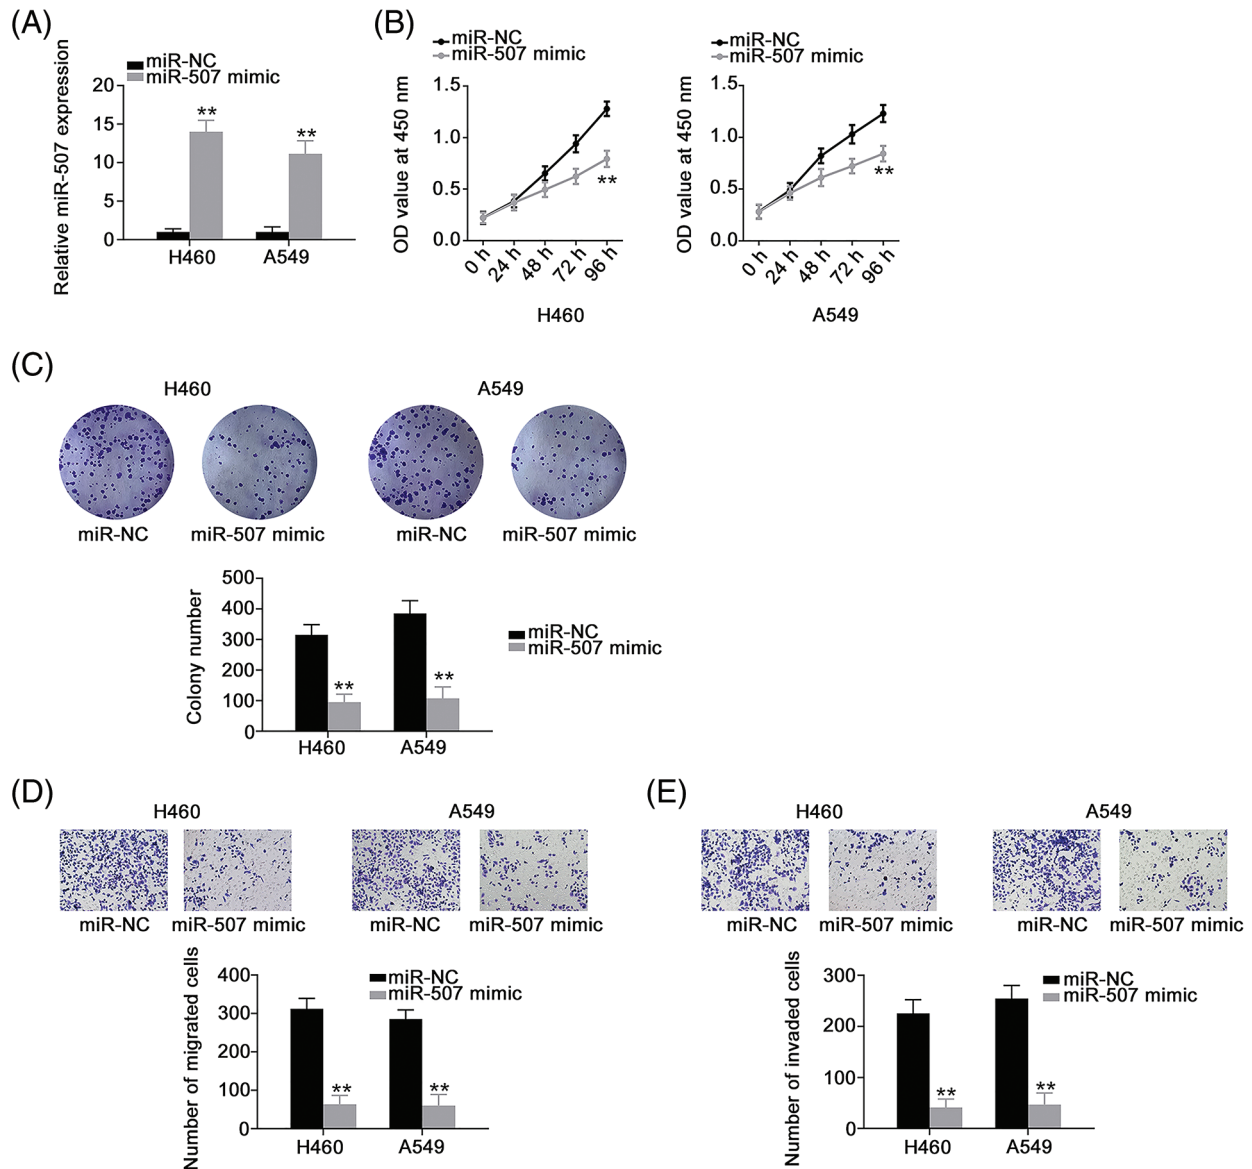 (A)
miR-NC
miR-507 mimic
Relative miR-507 expression
20
15
10
5
0
**
**
H460
A549
(B)
miR-NC
miR-507 mimic
OD value at 450 nm
1.5
1.0
0.5
0.0
**
0 h
24 h
48 h
72 h
96 h
H460
miR-NC
miR-507 mimic
OD value at 450 nm
1.5
1.0
0.5
0.0
**
0 h
24 h
48 h
72 h
96 h
A549
(C)
H460
A549
miR-NC
miR-507 mimic
miR-NC
miR-507 mimic
Colony number
500
400
300
200
100
0
**
**
H460
A549
miR-NC
miR-507 mimic
(D)
H460
A549
miR-NC
miR-507 mimic
miR-NC
miR-507 mimic
Number of migrated cells
400
300
200
100
0
miR-NC
miR-507 mimic
**
**
H460
A549
(E)
H460
A549
miR-NC
miR-507 mimic
miR-NC
miR-507 mimic
Number of invaded cells
300
200
100
0
miR-NC
miR-507 mimic
**
**
H460
A549